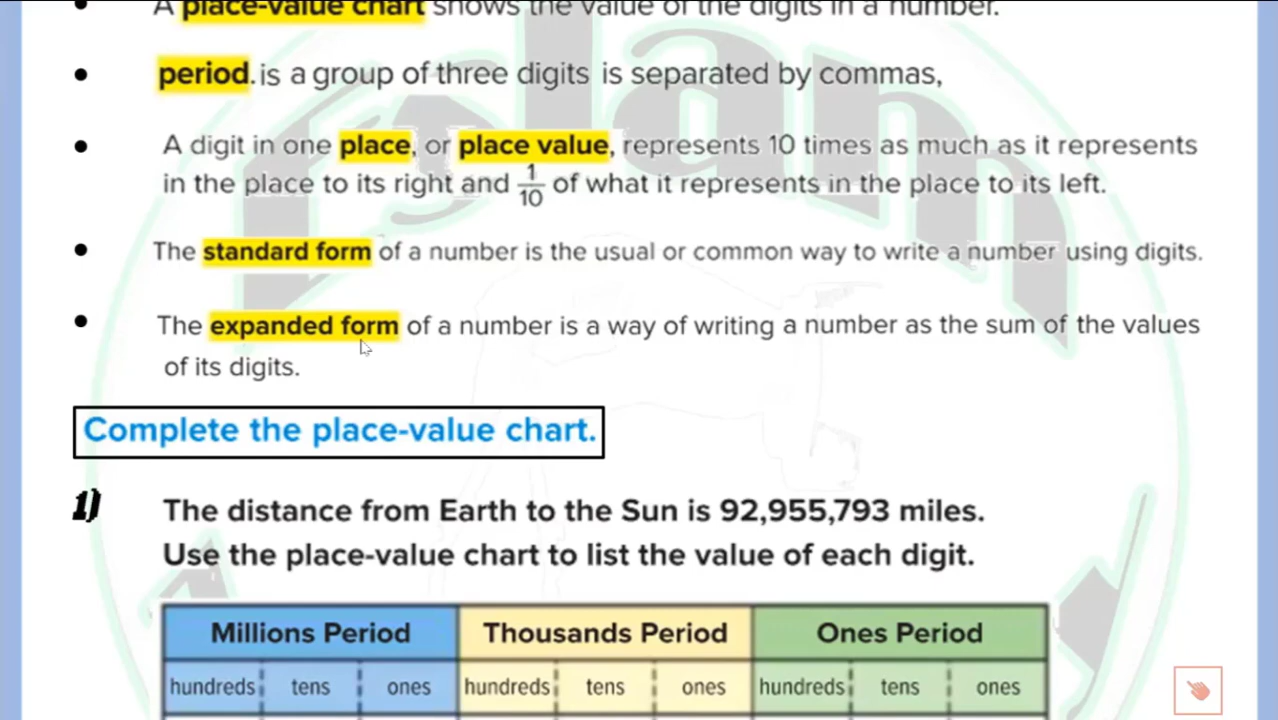 A place-value chart shows the value of the digits in a number.
period. is a group of three digits is separated by commas,
A digit in one place, or place value, represents 10 times as much as it represents
in the place to its right and 1/10 of what it represents in the place to its left.
The standard form of a number is the usual or common way to write a number using digits.
The expanded form of a number is a way of writing a number as the sum of the values
of its digits.
Complete the place-value chart.
1) The distance from Earth to the Sun is 92,955,793 miles.
Use the place-value chart to list the value of each digit.
Millions Period Thousands Period Ones Period
hundreds tens ones hundreds tens ones hundreds tens ones